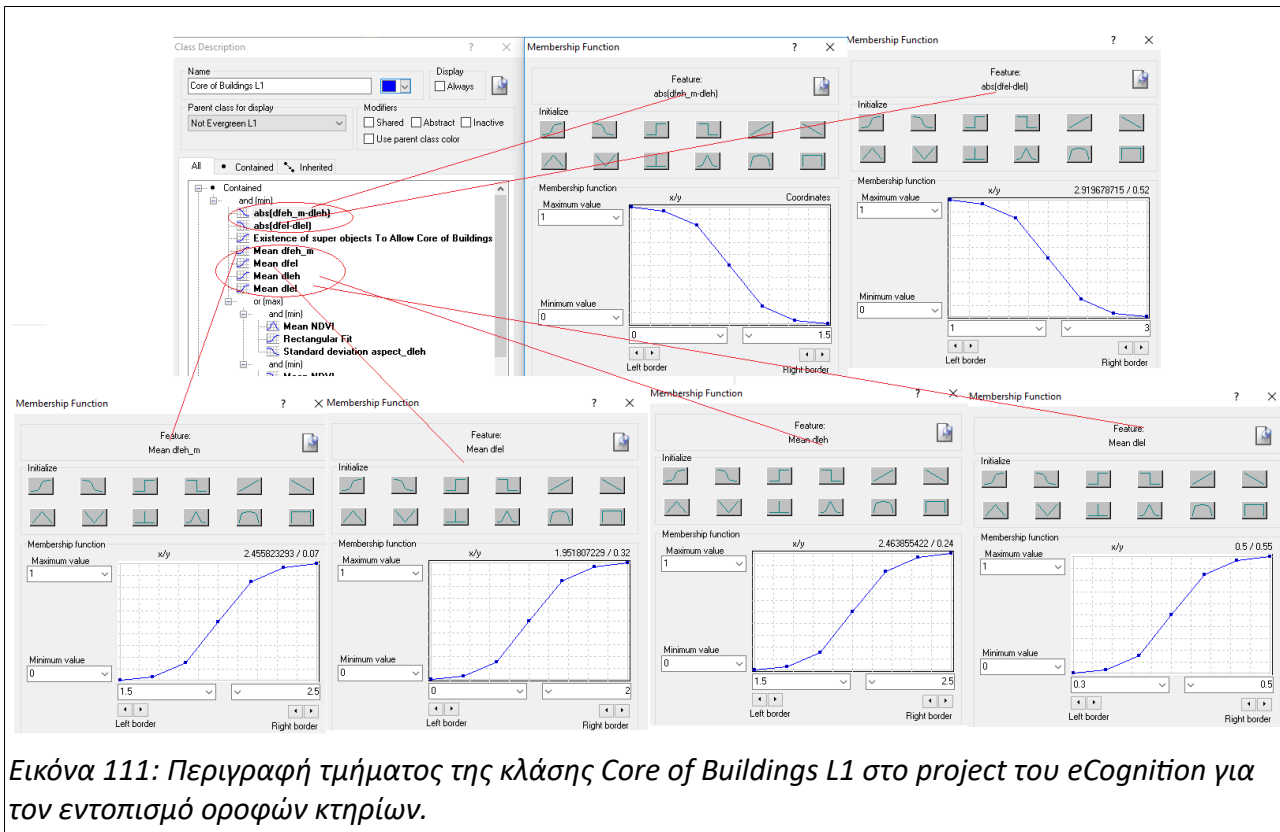 Class Description ? ×
Name
Core of Buildings L1
Display
Always
Parent class for display
Not Evergreen L1
Modifiers
Shared Abstract Inactive
Use parent class color
All Contained Inherited
Contained
and (min)
abs(dfeh_m-dleh)
abs(dfel-dlel)
Existence of super objects To Allow Core of Buildings
Mean dfeh_m
Mean dfel
Mean dleh
Mean dlel
or (max)
and (min)
Mean NDVI
Rectangular Fit
Standard deviation aspect_dleh
and (min)
Mean NDVI
Membership Function ? ×
Feature:
abs(dfeh_m-dleh)
Initialize
Membership function
Maximum value
x/y Coordinates
1
Minimum value
0
0 1.5
Left border Right border
Membership Function ? ×
Feature:
abs(dfel-dlel)
Initialize
Membership function
Maximum value
x/y 2.919678715 / 0.52
1
Minimum value
0
1 3
Left border Right border
Membership Function ? ×
Feature:
Mean dfeh_m
Initialize
Membership function
Maximum value
x/y 2.455823293 / 0.07
1
Minimum value
0
1.5 2.5
Left border Right border
Membership Function ? ×
Feature:
Mean dfel
Initialize
Membership function
Maximum value
x/y 1.951807229 / 0.32
1
Minimum value
0
0 2
Left border Right border
Membership Function ? ×
Feature:
Mean dleh
Initialize
Membership function
Maximum value
x/y 2.463855422 / 0.24
1
Minimum value
0
1.5 2.5
Left border Right border
Membership Function ? ×
Feature:
Mean dlel
Initialize
Membership function
Maximum value
x/y 0.5 / 0.55
1
Minimum value
0
0.3 0.5
Left border Right border
Εικόνα 111: Περιγραφή τμήματος της κλάσης Core of Buildings L1 στο project του eCognition για
τον εντοπισμό οροφών κτηρίων.